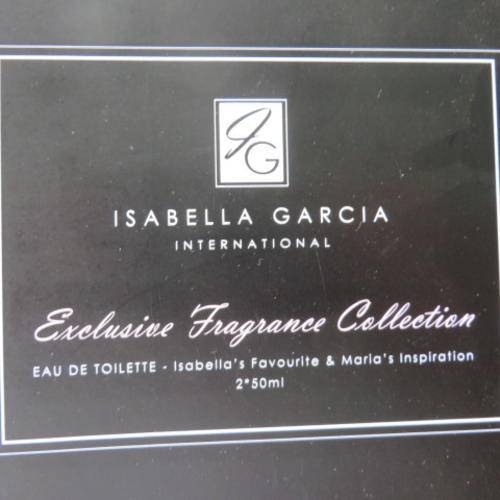 IG
ISABELLA GARCIA
INTERNATIONAL
Exclusive Fragrance Collection
EAU DE TOILETTE - Isabella's Favourite & Maria's Inspiration
2*50ml